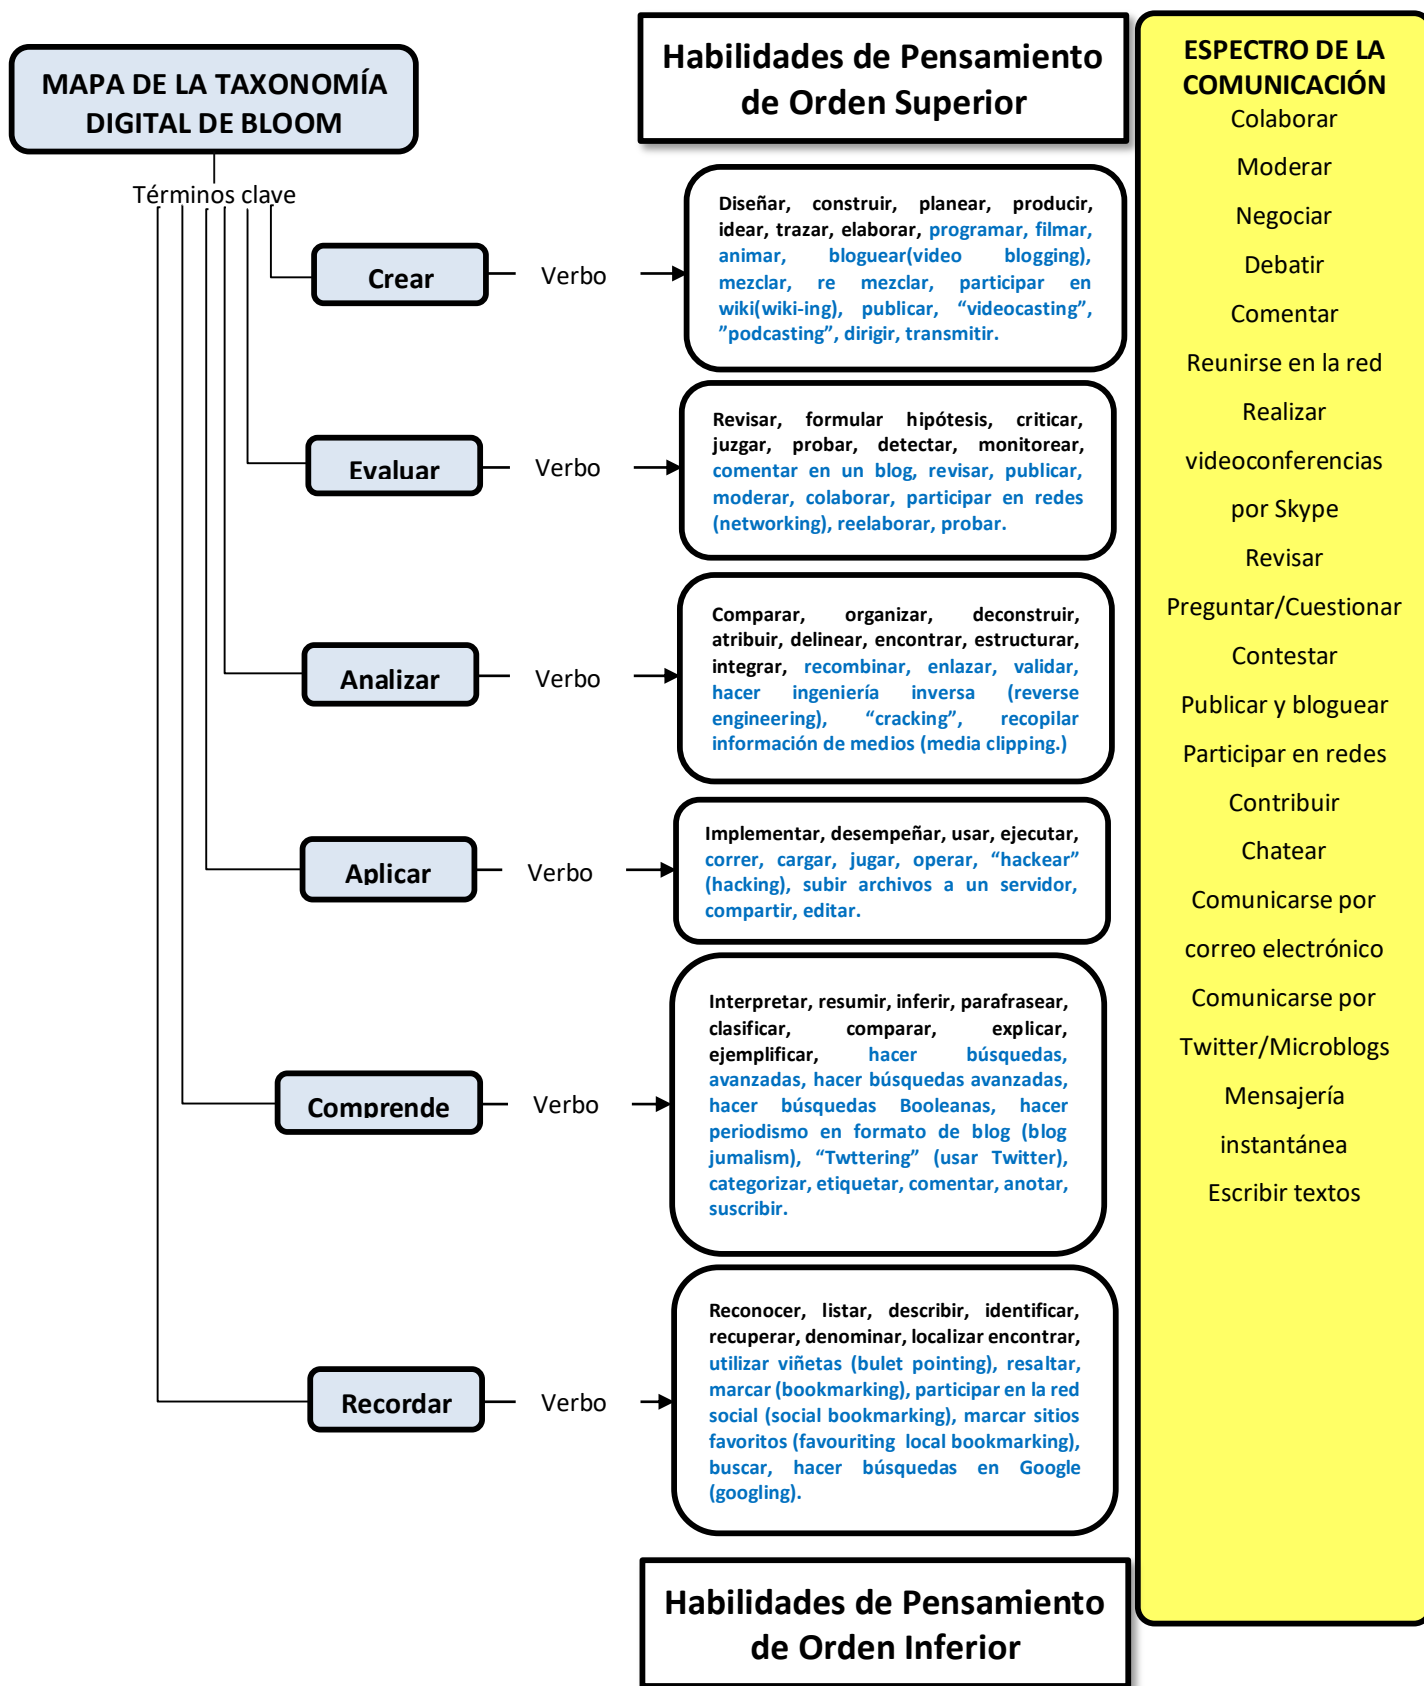 MAPA DE LA TAXONOMÍA
DIGITAL DE BLOOM
Términos clave
Habilidades de Pensamiento
de Orden Superior
Crear
Verbo
Diseñar, construir, planear, producir,
idear, trazar, elaborar, programar, filmar,
animar, bloguear(video blogging),
mezclar, re mezclar, participar en
wiki(wiki-ing), publicar, “videocasting”,
”podcasting”, dirigir, transmitir.
Evaluar
Verbo
Revisar, formular hipótesis, criticar,
juzgar, probar, detectar, monitorear,
comentar en un blog, revisar, publicar,
moderar, colaborar, participar en redes
(networking), reelaborar, probar.
Analizar
Verbo
Comparar, organizar, deconstruir,
atribuir, delinear, encontrar, estructurar,
integrar, recombinar, enlazar, validar,
hacer ingeniería inversa (reverse
engineering), “cracking”, recopilar
información de medios (media clipping.)
Aplicar
Verbo
Implementar, desempeñar, usar, ejecutar,
correr, cargar, jugar, operar, “hackear”
(hacking), subir archivos a un servidor,
compartir, editar.
Comprende
Verbo
Interpretar, resumir, inferir, parafrasear,
clasificar, comparar, explicar,
ejemplificar, hacer búsquedas,
avanzadas, hacer búsquedas avanzadas,
hacer búsquedas Booleanas, hacer
periodismo en formato de blog (blog
jumalism), “Twttering” (usar Twitter),
categorizar, etiquetar, comentar, anotar,
suscribir.
Recordar
Verbo
Reconocer, listar, describir, identificar,
recuperar, denominar, localizar encontrar,
utilizar viñetas (bulet pointing), resaltar,
marcar (bookmarking), participar en la red
social (social bookmarking), marcar sitios
favoritos (favouriting local bookmarking),
buscar, hacer búsquedas en Google
(googling).
Habilidades de Pensamiento
de Orden Inferior
ESPECTRO DE LA
COMUNICACIÓN
Colaborar
Moderar
Negociar
Debatir
Comentar
Reunirse en la red
Realizar
videoconferencias
por Skype
Revisar
Preguntar/Cuestionar
Contestar
Publicar y bloguear
Participar en redes
Contribuir
Chatear
Comunicarse por
correo electrónico
Comunicarse por
Twitter/Microblogs
Mensajería
instantánea
Escribir textos